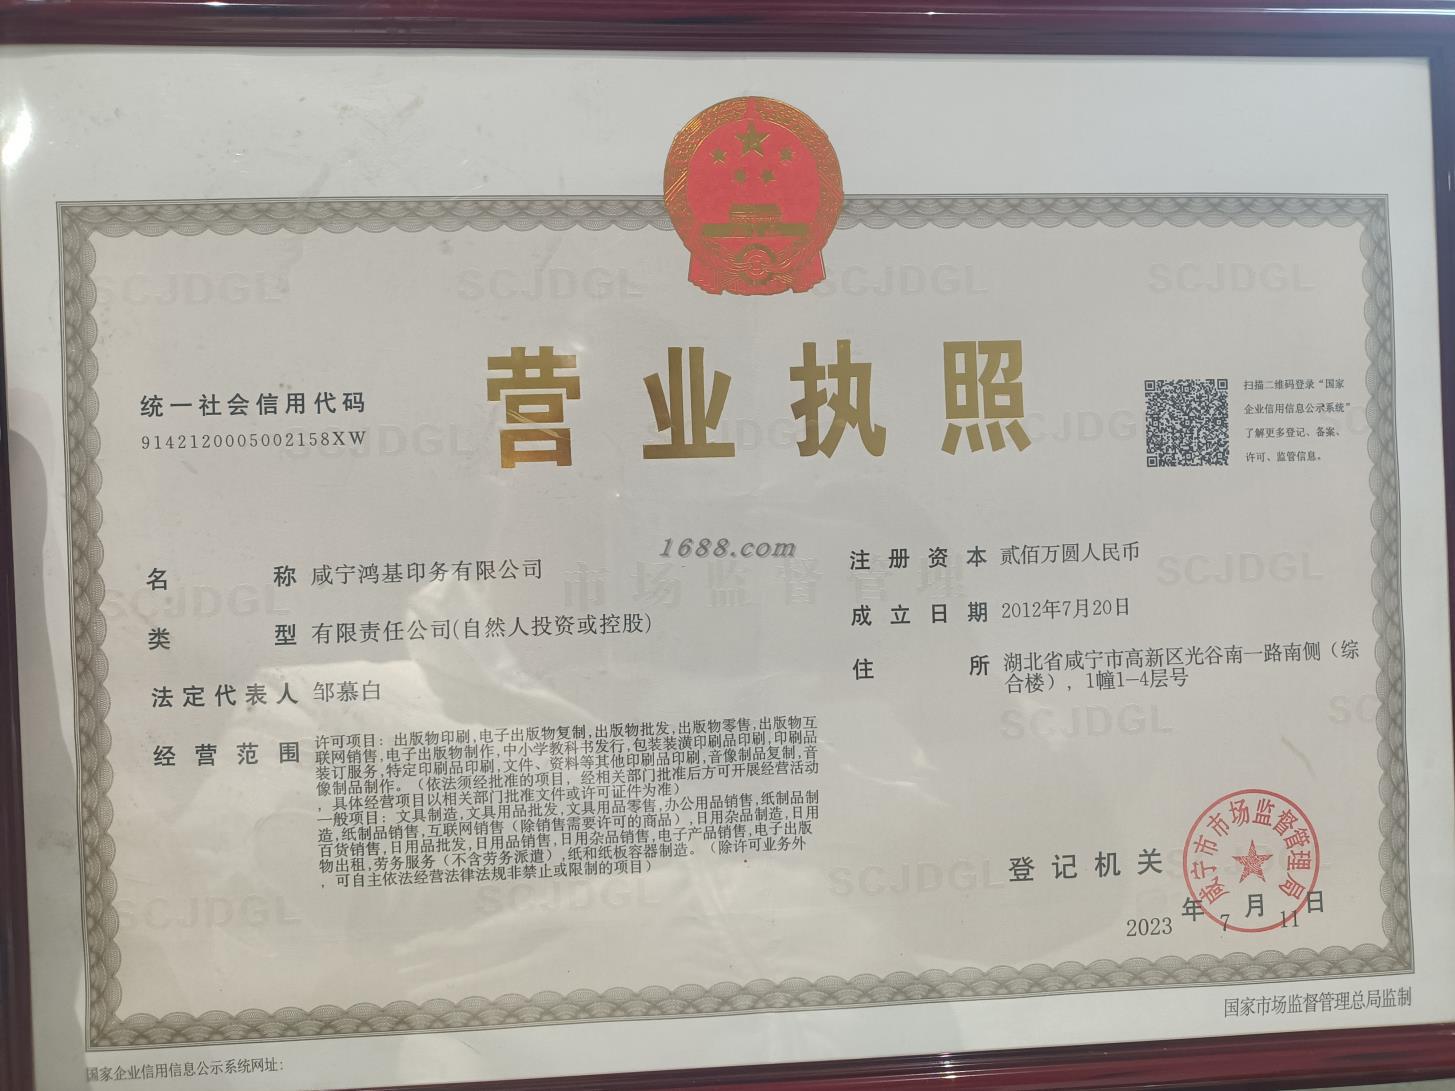 营业执照
统一社会信用代码
9142120005002158XW
扫描二维码登录“国家
企业信用信息公示系统”
了解更多登记、备案、
许可、监管信息。
1688.com
名称 咸宁鸿基印务有限公司
类型 有限责任公司(自然人投资或控股)
法定代表人 邹慕白
经营范围 许可项目：出版物印刷,电子出版物复制,出版物批发,出版物零售,出版物互
联网销售,电子出版物制作,中小学教科书发行,包装装潢印刷品印刷,印刷品
装订服务,特定印刷品印刷,文件、资料等其他印刷品印刷,音像制品复制,音
像制品制作。（依法须经批准的项目，经相关部门批准后方可开展经营活动
，具体经营项目以相关部门批准文件或许可证件为准）
一般项目：文具制造,文具用品批发,文具用品零售,办公用品销售,纸制品制
造,纸制品销售,互联网销售（除销售需要许可的商品）,日用杂品制造,日用
百货销售,日用品批发,日用品销售,日用杂品销售,电子产品销售,电子出版
物出租,劳务服务（不含劳务派遣）,纸和纸板容器制造。（除许可业务外
，可自主依法经营法律法规非禁止或限制的项目）
注册资本 贰佰万圆人民币
成立日期 2012年7月20日
住所 湖北省咸宁市高新区光谷南一路南侧（综
合楼），1幢1—4层号
市场监督管理
SCJDGL
SCJDGL
SCJDGL
SCJDGL
SCJDGL
SCJDGL
SCJDGL
SCJDGL
SCJDGL
登记机关
咸宁市市场监督管理局
2023年7月11日
国家市场监督管理总局监制
国家企业信用信息公示系统网址：